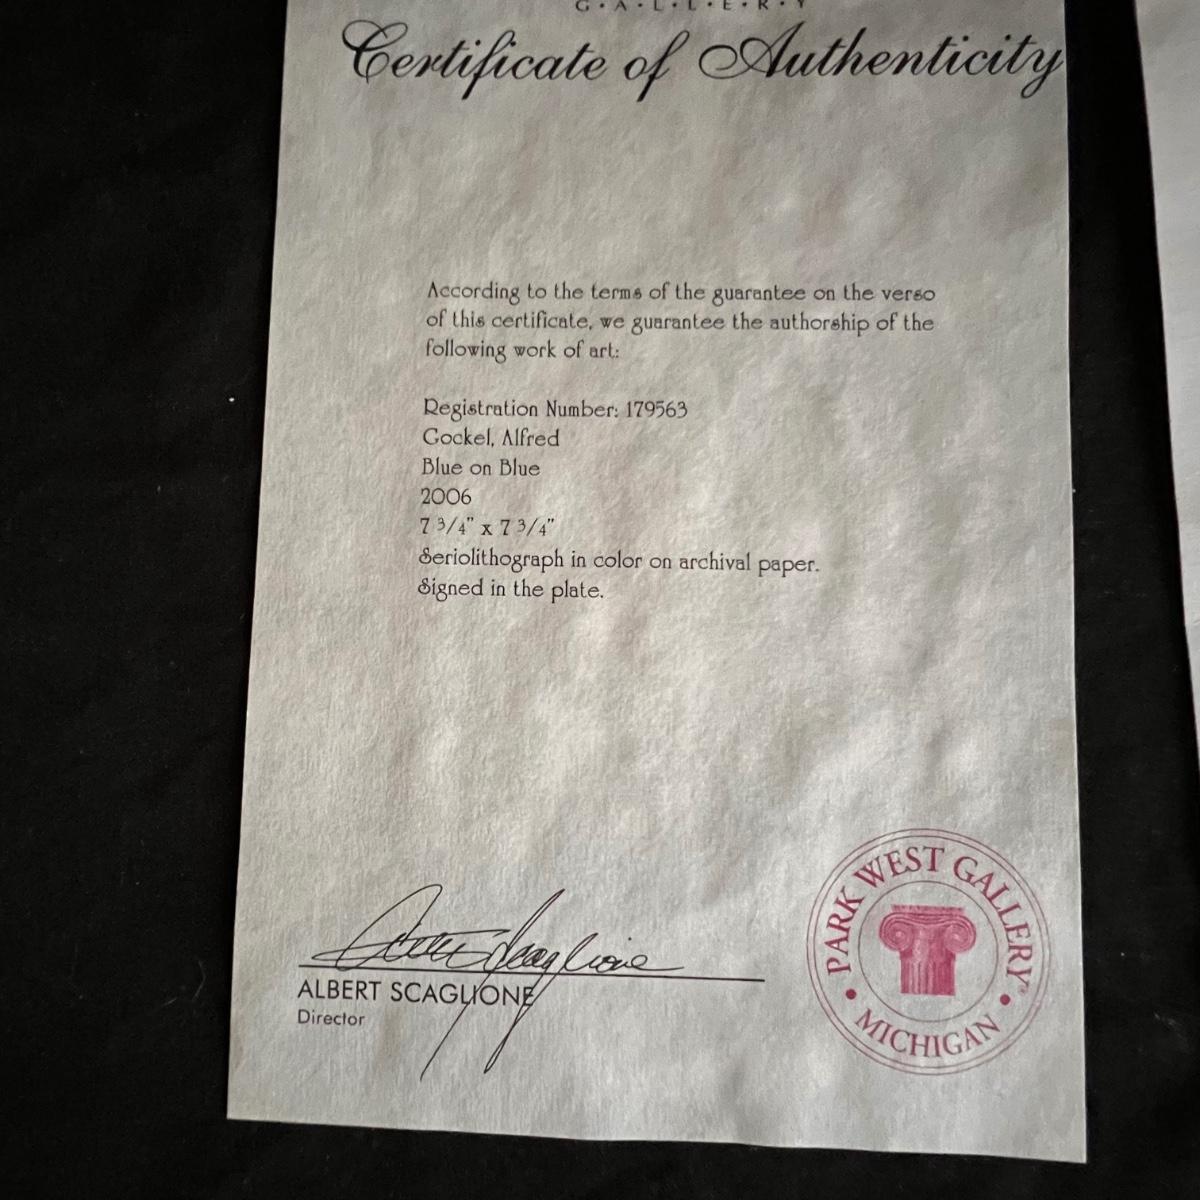 G·A·L·L·E·R·Y
Certificate of Authenticity
According to the terms of the guarantee on the verso
of this certificate, we guarantee the authorship of the
following work of art:
Registration Number: 179563
Gockel, Alfred
Blue on Blue
2006
7 3/4" x 7 3/4"
Seriolithograph in color on archival paper.
Signed in the plate.
Albert Scaglione
ALBERT SCAGLIONE
Director
PARK WEST GALLERY
• MICHIGAN •